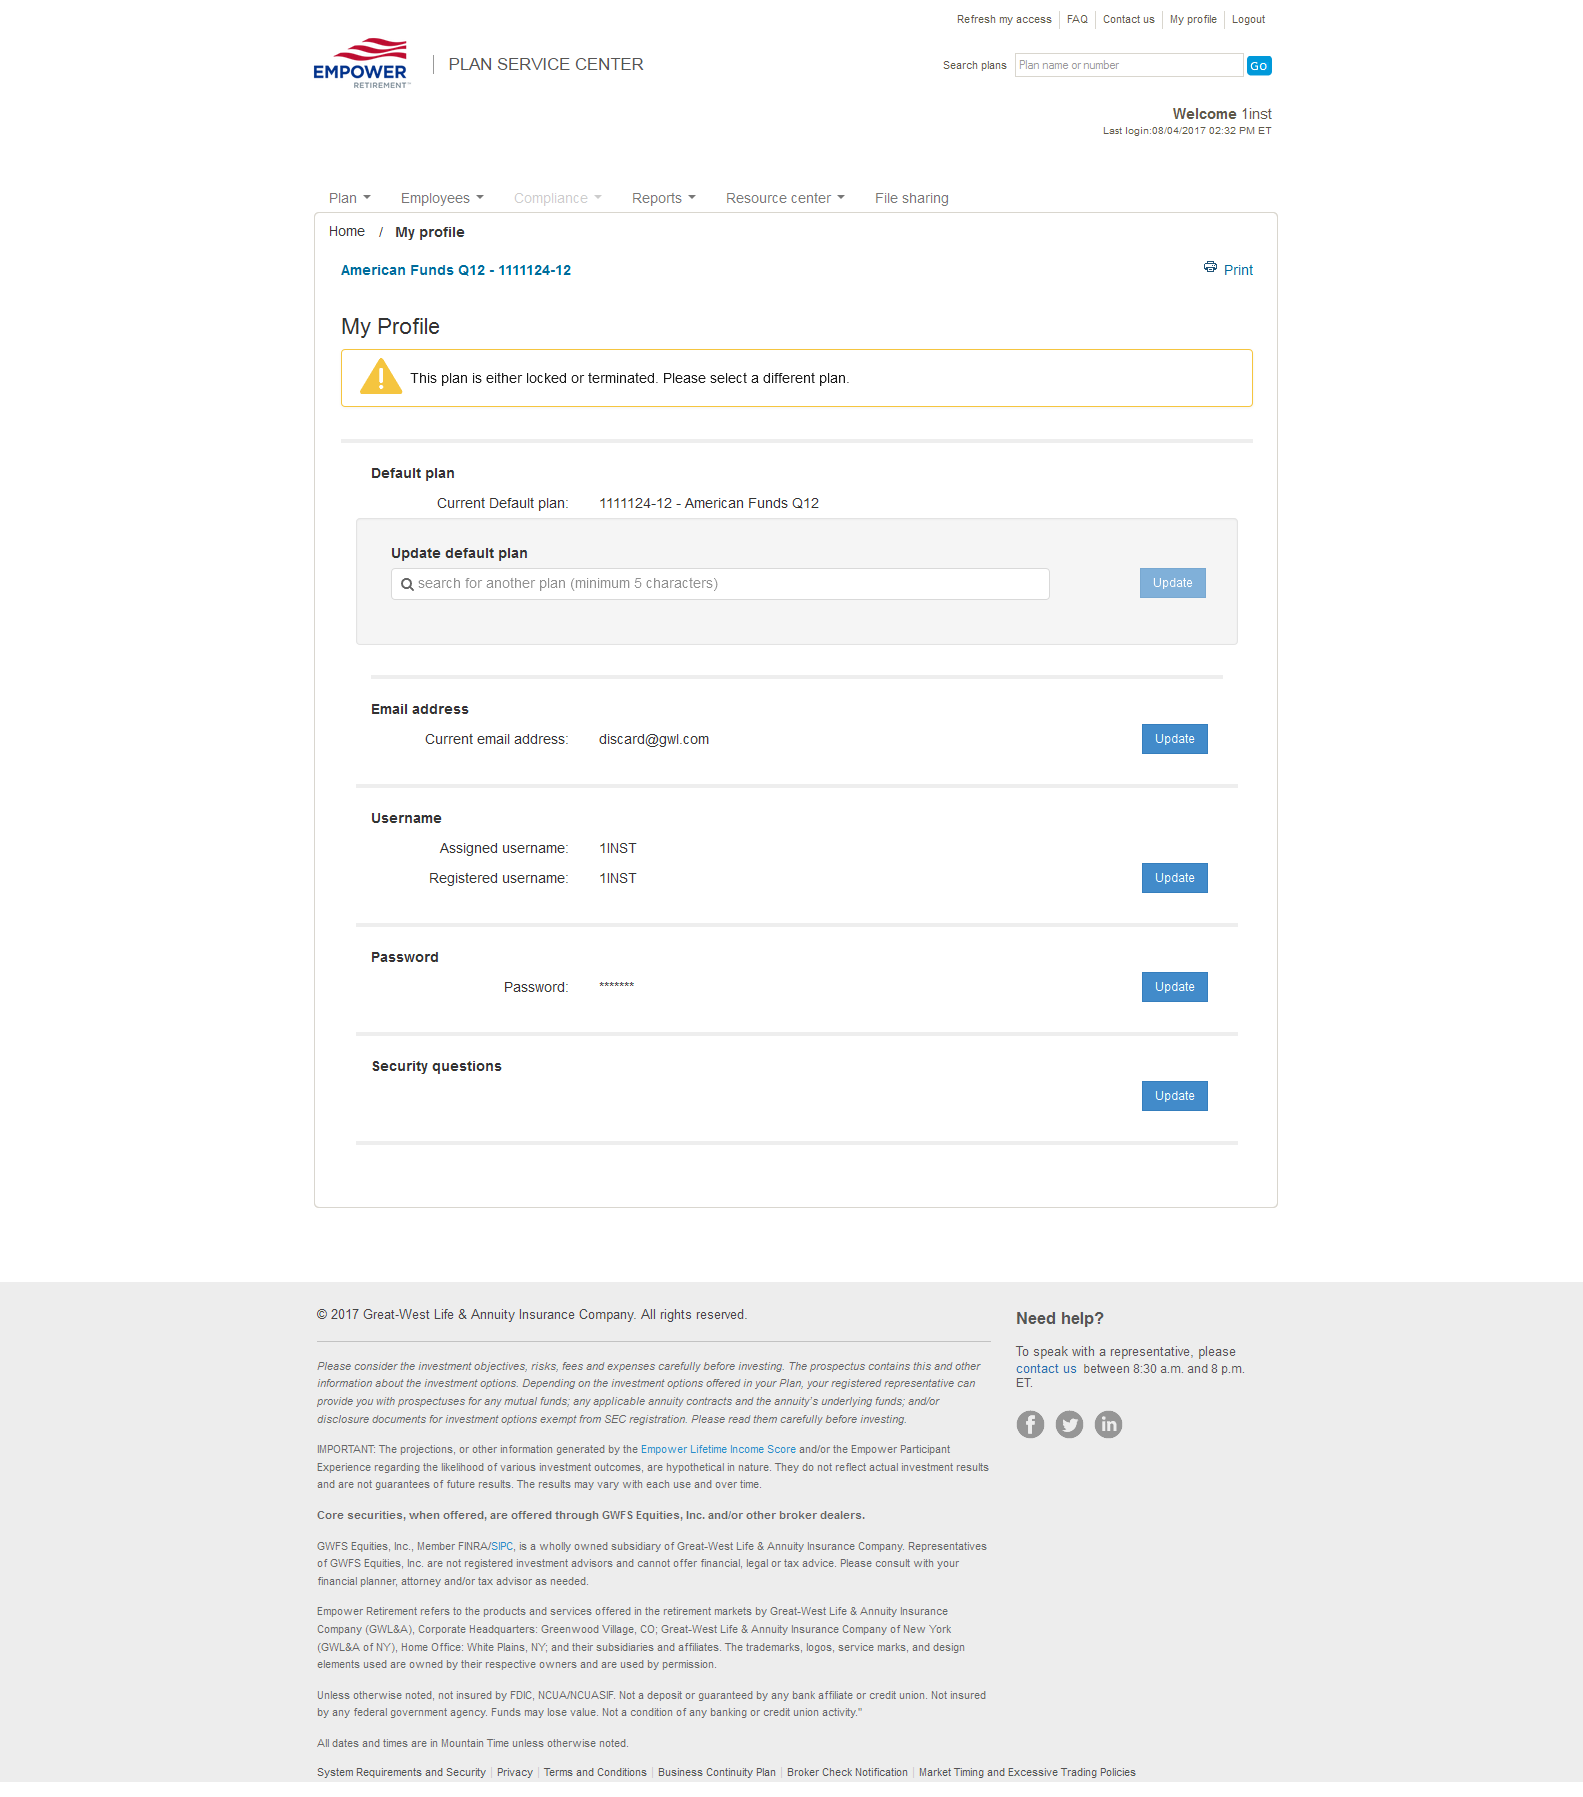 Refresh my access FAQ Contact us My profile Logout
EMPOWER
RETIREMENT™
PLAN SERVICE CENTER
Search plans Plan name or number Go
Welcome 1inst
Last login:08/04/2017 02:32 PM ET
Plan Employees Compliance Reports Resource center File sharing
Home / My profile
American Funds Q12 - 1111124-12
Print
My Profile
This plan is either locked or terminated. Please select a different plan.
Default plan
Current Default plan: 1111124-12 - American Funds Q12
Update default plan
search for another plan (minimum 5 characters) Update
Email address
Current email address: discard@gwl.com Update
Username
Assigned username: 1INST
Registered username: 1INST Update
Password
Password: ******* Update
Security questions
Update
© 2017 Great-West Life & Annuity Insurance Company. All rights reserved.
Please consider the investment objectives, risks, fees and expenses carefully before investing. The prospectus contains this and other
information about the investment options. Depending on the investment options offered in your Plan, your registered representative can
provide you with prospectuses for any mutual funds; any applicable annuity contracts and the annuity's underlying funds; and/or
disclosure documents for investment options exempt from SEC registration. Please read them carefully before investing.
IMPORTANT: The projections, or other information generated by the Empower Lifetime Income Score and/or the Empower Participant
Experience regarding the likelihood of various investment outcomes, are hypothetical in nature. They do not reflect actual investment results
and are not guarantees of future results. The results may vary with each use and over time.
Core securities, when offered, are offered through GWFS Equities, Inc. and/or other broker dealers.
GWFS Equities, Inc., Member FINRA/SIPC, is a wholly owned subsidiary of Great-West Life & Annuity Insurance Company. Representatives
of GWFS Equities, Inc. are not registered investment advisors and cannot offer financial, legal or tax advice. Please consult with your
financial planner, attorney and/or tax advisor as needed.
Empower Retirement refers to the products and services offered in the retirement markets by Great-West Life & Annuity Insurance
Company (GWL&A), Corporate Headquarters: Greenwood Village, CO; Great-West Life & Annuity Insurance Company of New York
(GWL&A of NY), Home Office: White Plains, NY; and their subsidiaries and affiliates. The trademarks, logos, service marks, and design
elements used are owned by their respective owners and are used by permission.
Unless otherwise noted, not insured by FDIC, NCUA/NCUASIF. Not a deposit or guaranteed by any bank affiliate or credit union. Not insured
by any federal government agency. Funds may lose value. Not a condition of any banking or credit union activity."
All dates and times are in Mountain Time unless otherwise noted.
System Requirements and Security Privacy Terms and Conditions Business Continuity Plan Broker Check Notification Market Timing and Excessive Trading Policies
Need help?
To speak with a representative, please
contact us between 8:30 a.m. and 8 p.m.
ET.